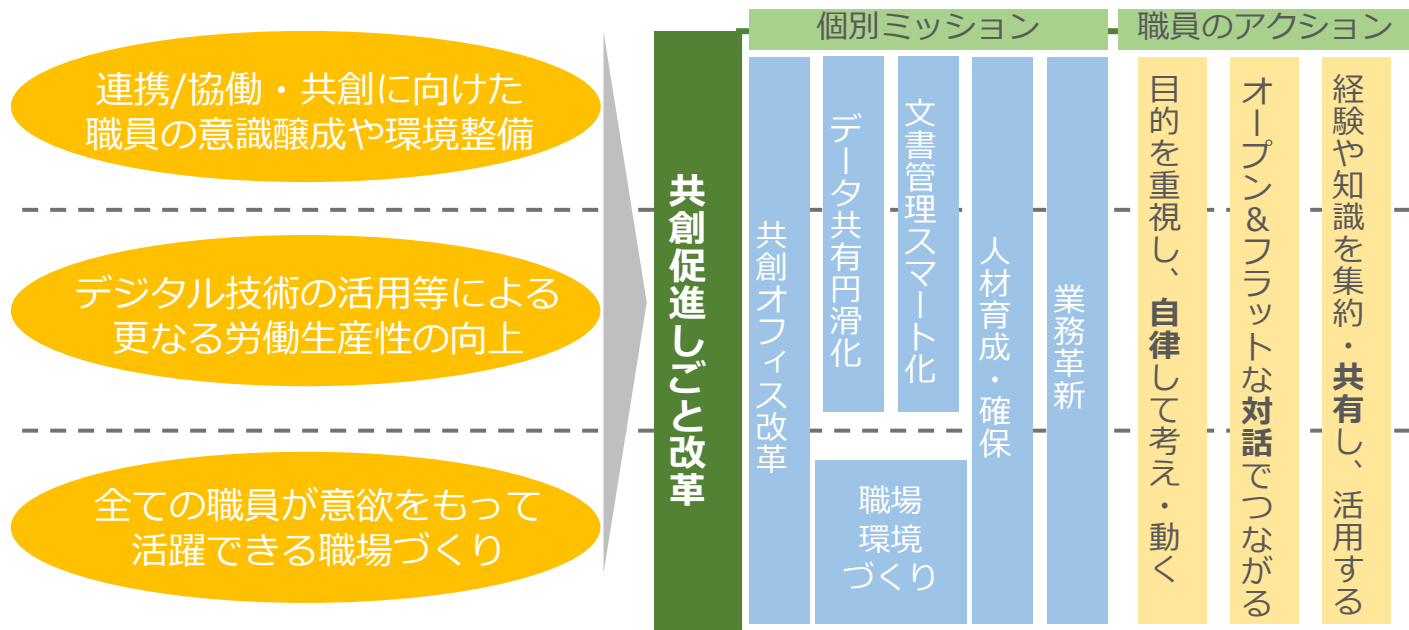 連携/協働・共創に向けた
職員の意識醸成や環境整備
デジタル技術の活用等による
更なる労働生産性の向上
全ての職員が意欲をもって
活躍できる職場づくり
共創促進しごと改革
個別ミッション
共創オフィス改革
データ共有円滑化
文書管理スマート化
職場
環境
づくり
人材育成・確保
業務革新
職員のアクション
目的を重視し、自律して考え・動く
オープン&フラットな対話でつながる
経験や知識を集約・共有し、活用する